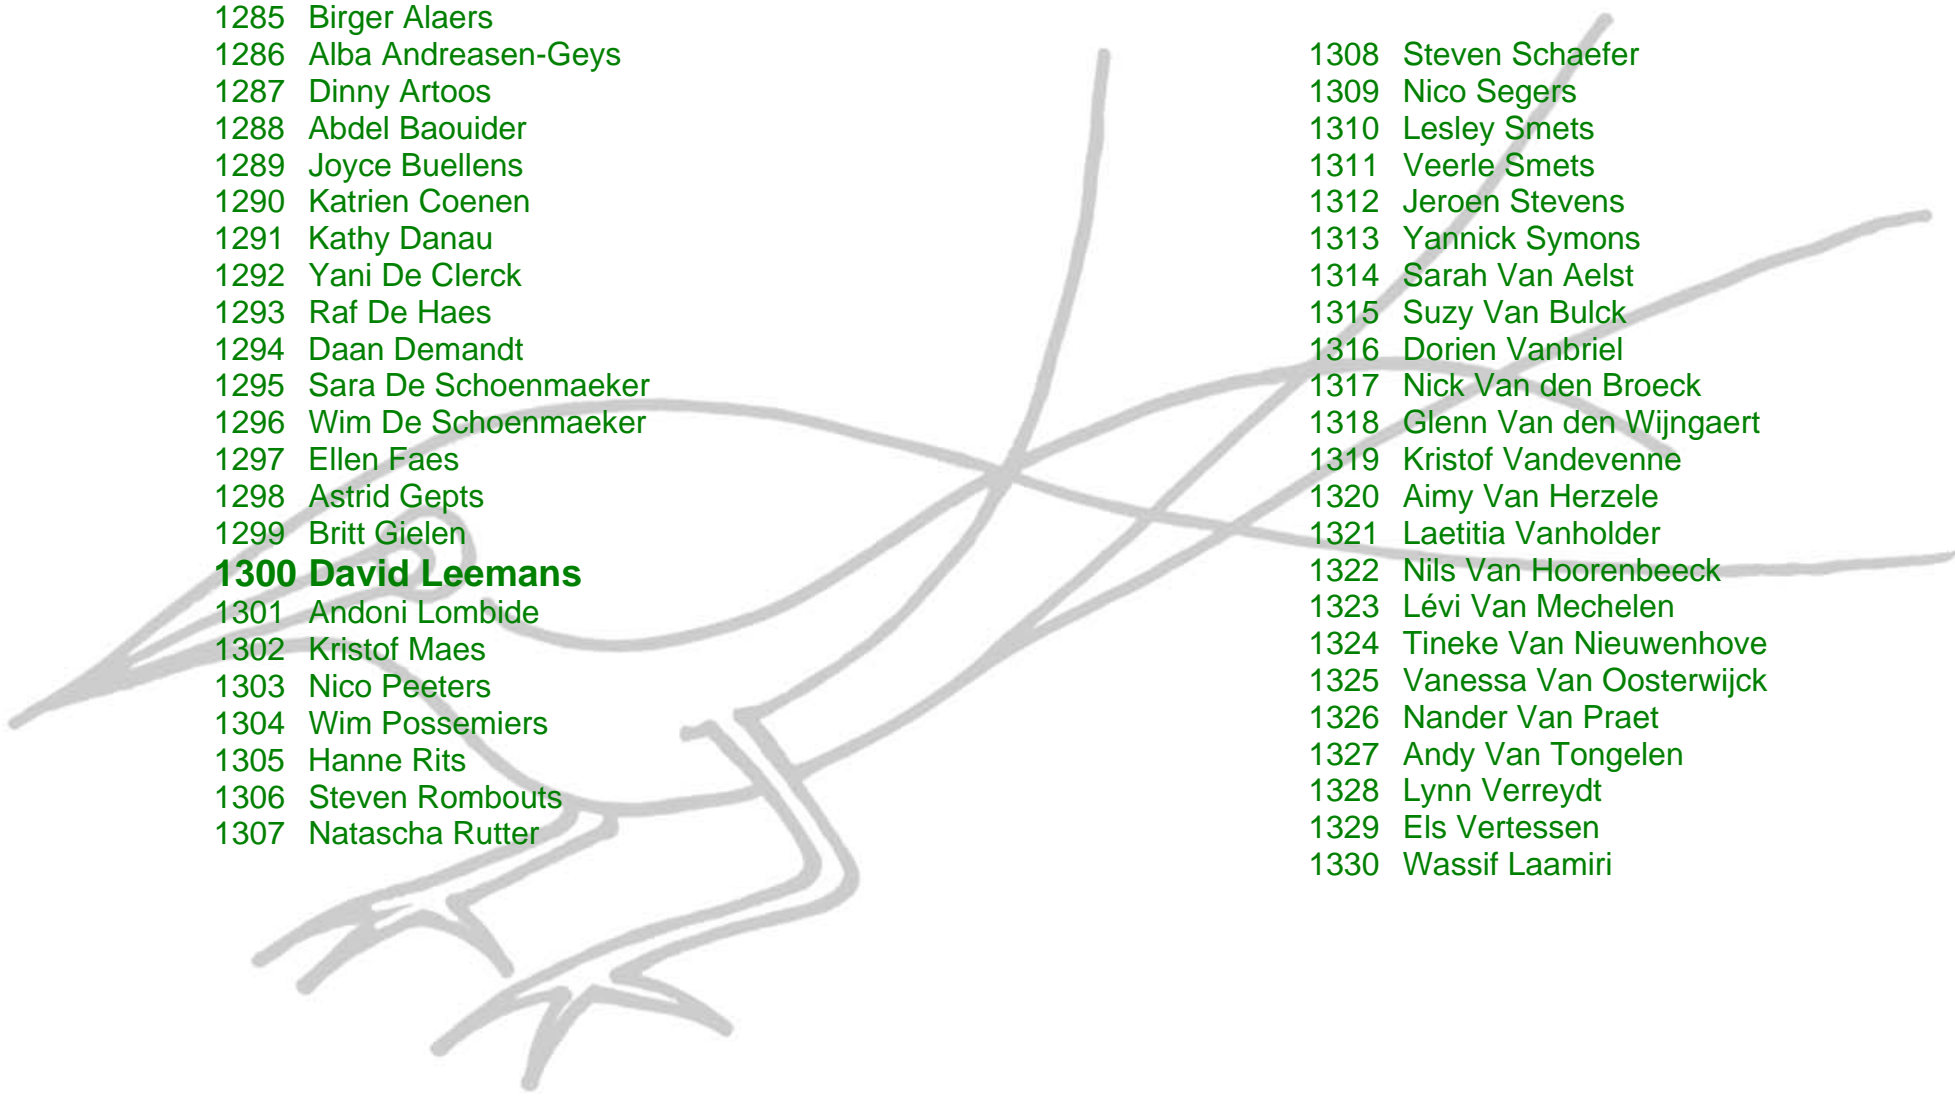 1285 Birger Alaers
1286 Alba Andreasen-Geys
1287 Dinny Artoos
1288 Abdel Baouider
1289 Joyce Buellens
1290 Katrien Coenen
1291 Kathy Danau
1292 Yani De Clerck
1293 Raf De Haes
1294 Daan Demandt
1295 Sara De Schoenmaeker
1296 Wim De Schoenmaeker
1297 Ellen Faes
1298 Astrid Gepts
1299 Britt Gielen
1300 David Leemans
1301 Andoni Lombide
1302 Kristof Maes
1303 Nico Peeters
1304 Wim Possemiers
1305 Hanne Rits
1306 Steven Rombouts
1307 Natascha Rutter
1308 Steven Schaefer
1309 Nico Segers
1310 Lesley Smets
1311 Veerle Smets
1312 Jeroen Stevens
1313 Yannick Symons
1314 Sarah Van Aelst
1315 Suzy Van Bulck
1316 Dorien Vanbriel
1317 Nick Van den Broeck
1318 Glenn Van den Wijngaert
1319 Kristof Vandevenne
1320 Aimy Van Herzele
1321 Laetitia Vanholder
1322 Nils Van Hoorenbeeck
1323 Lévi Van Mechelen
1324 Tineke Van Nieuwenhove
1325 Vanessa Van Oosterwijck
1326 Nander Van Praet
1327 Andy Van Tongelen
1328 Lynn Verreydt
1329 Els Vertessen
1330 Wassif Laamiri